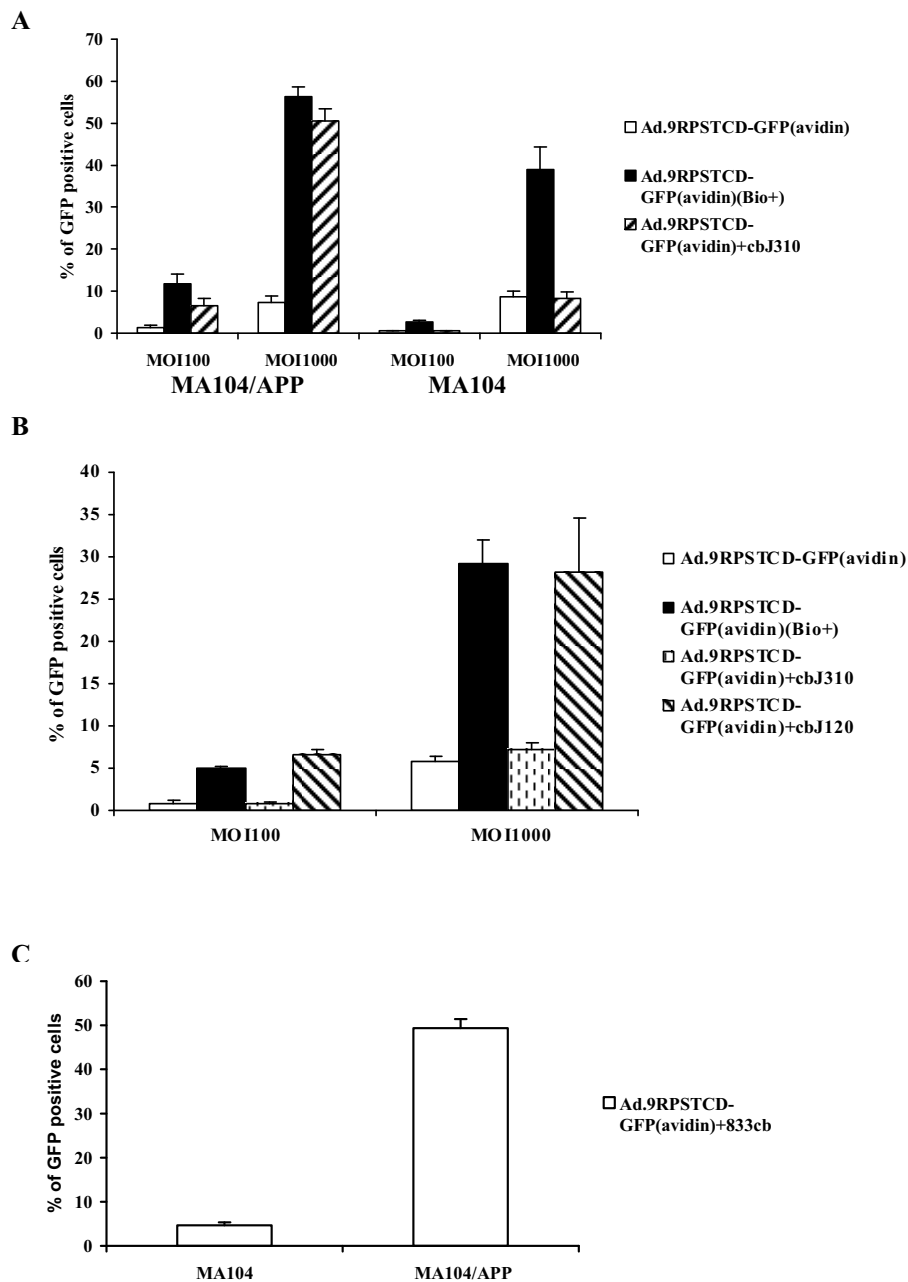 A
% of GFP positive cells
70
60
50
40
30
20
10
0
MOI100
MOI1000
MOI100
MOI1000
MA104/APP
MA104
Ad.9RPSTCD-GFP(avidin)
Ad.9RPSTCD-
GFP(avidin)(Bio+)
Ad.9RPSTCD-
GFP(avidin)+cbJ310
B
% of GFP positive cells
40
35
30
25
20
15
10
5
0
MOI100
MOI1000
Ad.9RPSTCD-GFP(avidin)
Ad.9RPSTCD-
GFP(avidin)(Bio+)
Ad.9RPSTCD-
GFP(avidin)+cbJ310
Ad.9RPSTCD-
GFP(avidin)+cbJ120
C
% of GFP positive cells
60
50
40
30
20
10
0
MA104
MA104/APP
Ad.9RPSTCD-
GFP(avidin)+833cb